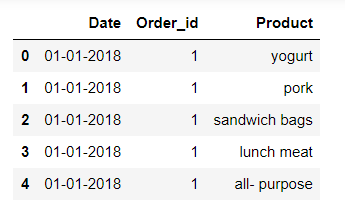 Date Order_id Product
0 01-01-2018 1 yogurt
1 01-01-2018 1 pork
2 01-01-2018 1 sandwich bags
3 01-01-2018 1 lunch meat
4 01-01-2018 1 all- purpose